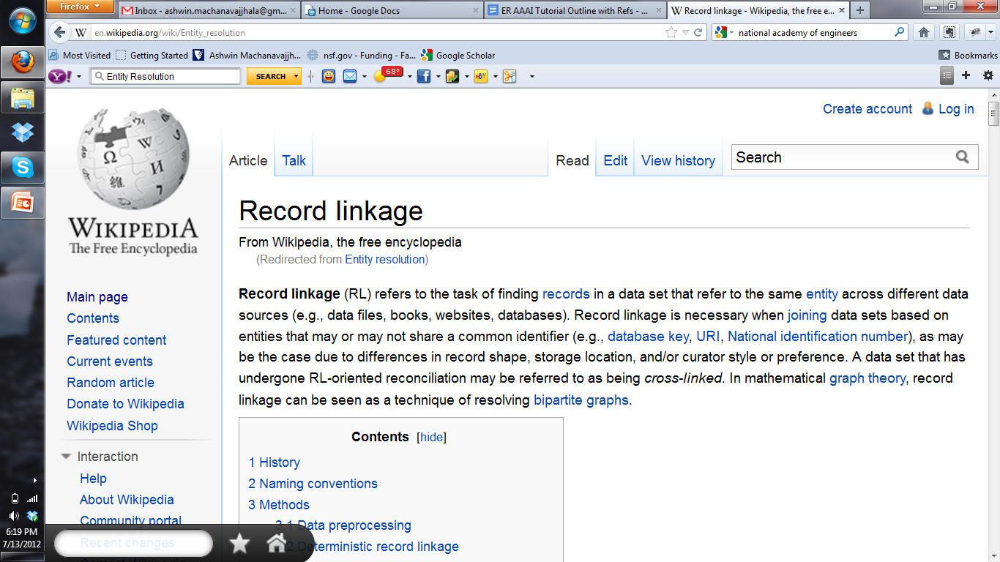 Firefox
Inbox - ashwin.machanavajjhala@gm...
Home - Google Docs
ER AAAI Tutorial Outline with Refs - ...
W Record linkage - Wikipedia, the free e...
W en.wikipedia.org/wiki/Entity_resolution
national academy of engineers
Most Visited
Getting Started
Ashwin Machanavajjh...
nsf.gov - Funding - Fa...
Google Scholar
Bookmarks
Y!
Entity Resolution
SEARCH
68°
Create account
Log in
WIKIPEDIA
The Free Encyclopedia
Article
Talk
Read
Edit
View history
Search
Record linkage
From Wikipedia, the free encyclopedia
(Redirected from Entity resolution)
Record linkage (RL) refers to the task of finding records in a data set that refer to the same entity across different data
sources (e.g., data files, books, websites, databases). Record linkage is necessary when joining data sets based on
entities that may or may not share a common identifier (e.g., database key, URI, National identification number), as may
be the case due to differences in record shape, storage location, and/or curator style or preference. A data set that has
undergone RL-oriented reconciliation may be referred to as being cross-linked. In mathematical graph theory, record
linkage can be seen as a technique of resolving bipartite graphs.
Contents [hide]
1 History
2 Naming conventions
3 Methods
3.1 Data preprocessing
2 Deterministic record linkage
Main page
Contents
Featured content
Current events
Random article
Donate to Wikipedia
Wikipedia Shop
Interaction
Help
About Wikipedia
Community portal
Recent changes
6:19 PM
7/13/2012